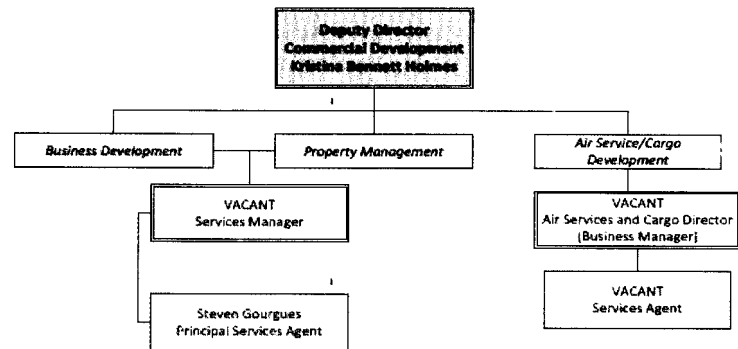 Deputy Director
Commercial Development
Kristina Bennett Holmes
Business Development
Property Management
Air Service/Cargo
Development
VACANT
Services Manager
VACANT
Air Services and Cargo Director
(Business Manager)
Steven Gourgues
Principal Services Agent
VACANT
Services Agent